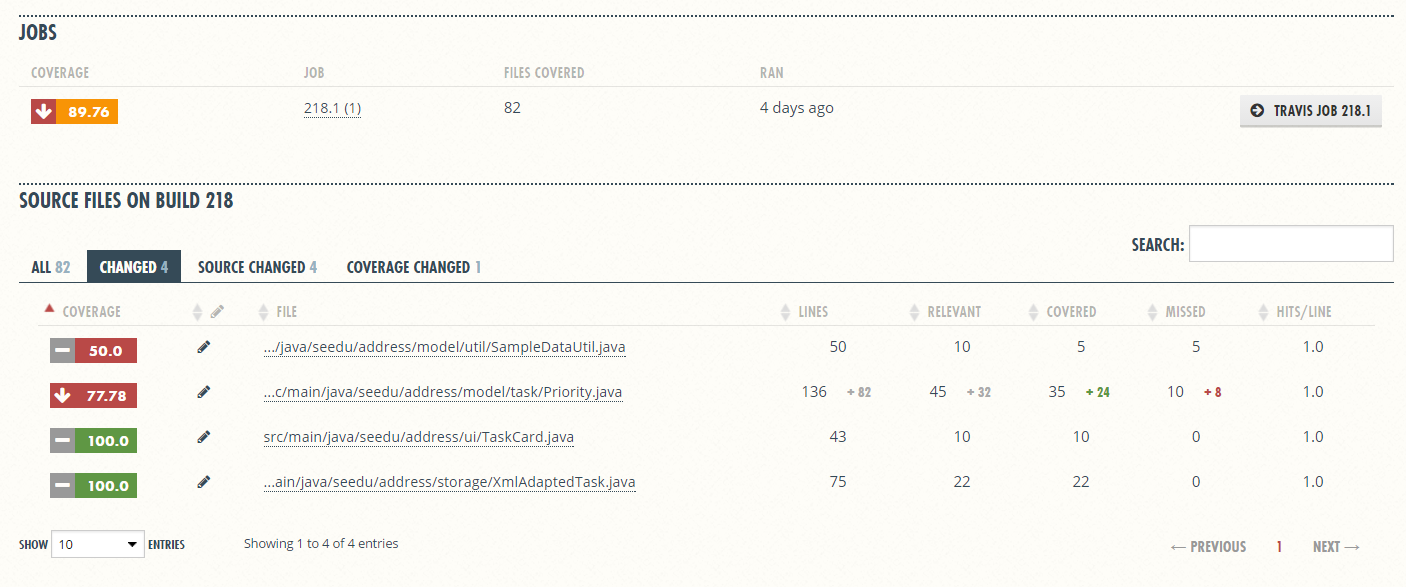 JOBS
COVERAGE JOB FILES COVERED RAN
89.76 218.1 (1) 82 4 days ago TRAVIS JOB 218.1
SOURCE FILES ON BUILD 218
SEARCH:
ALL 82 CHANGED 4 SOURCE CHANGED 4 COVERAGE CHANGED 1
COVERAGE FILE LINES RELEVANT COVERED MISSED HITS/LINE
50.0 .../java/seedu/address/model/util/SampleDataUtil.java 50 10 5 5 1.0
77.78 ...c/main/java/seedu/address/model/task/Priority.java 136 + 82 45 + 32 35 + 24 10 + 8 1.0
100.0 src/main/java/seedu/address/ui/TaskCard.java 43 10 10 0 1.0
100.0 ...ain/java/seedu/address/storage/XmlAdaptedTask.java 75 22 22 0 1.0
SHOW 10 ENTRIES Showing 1 to 4 of 4 entries ← PREVIOUS 1 NEXT →